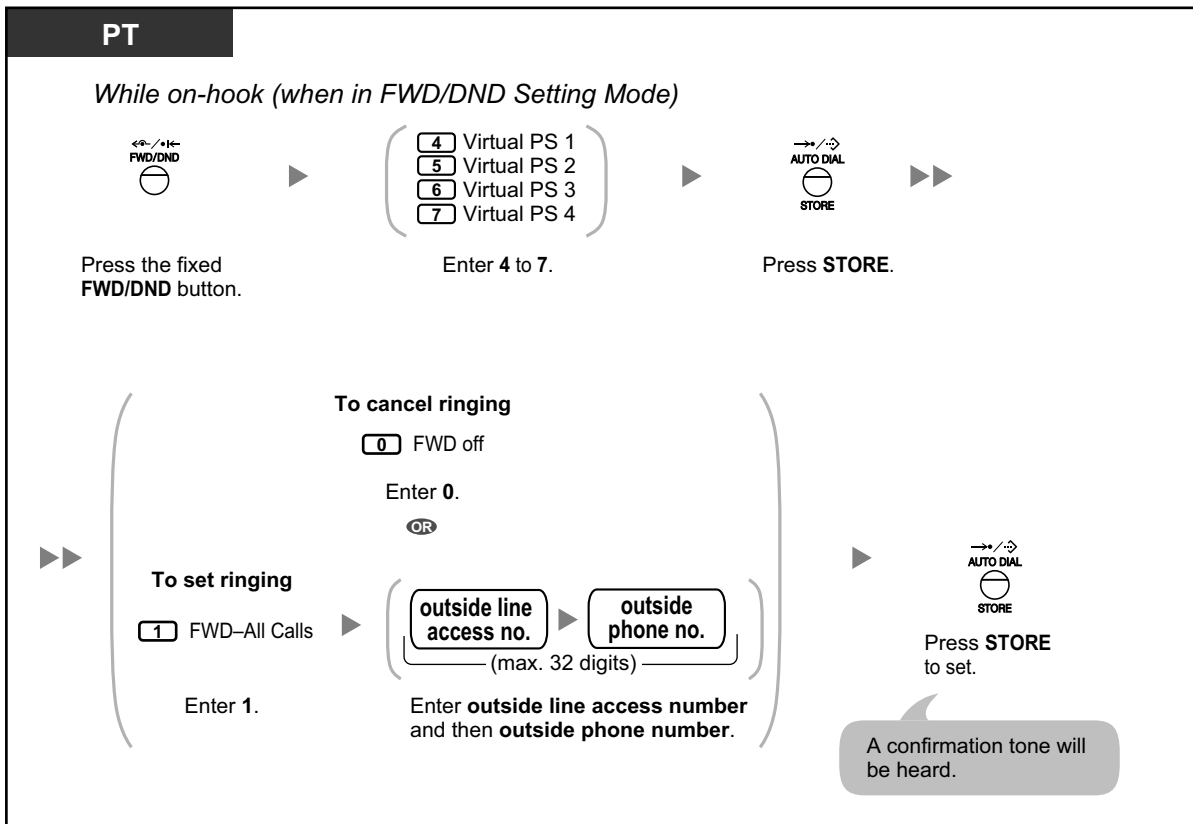 PT
While on-hook (when in FWD/DND Setting Mode)
FWD/DND
4 Virtual PS 1
5 Virtual PS 2
6 Virtual PS 3
7 Virtual PS 4
AUTO DIAL
STORE
Press the fixed
FWD/DND button.
Enter 4 to 7.
Press STORE.
To cancel ringing
0 FWD off
Enter 0.
OR
To set ringing
1 FWD–All Calls
outside line
access no.
outside
phone no.
(max. 32 digits)
Enter 1.
Enter outside line access number
and then outside phone number.
AUTO DIAL
STORE
Press STORE
to set.
A confirmation tone will
be heard.